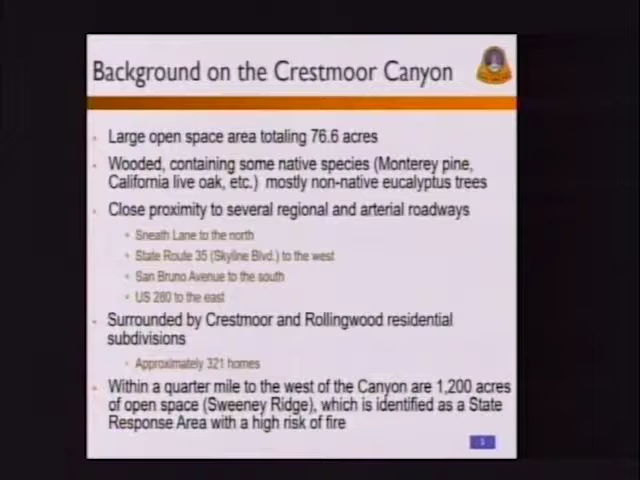 Background on the Crestmoor Canyon
Large open space area totaling 76.6 acres
Wooded, containing some native species (Monterey pine,
California live oak, etc.) mostly non-native eucalyptus trees
Close proximity to several regional and arterial roadways
Sneath Lane to the north
State Route 35 (Skyline Blvd.) to the west
San Bruno Avenue to the south
US 280 to the east
Surrounded by Crestmoor and Rollingwood residential
subdivisions
Approximately 321 homes
Within a quarter mile to the west of the Canyon are 1,200 acres
of open space (Sweeney Ridge), which is identified as a State
Response Area with a high risk of fire